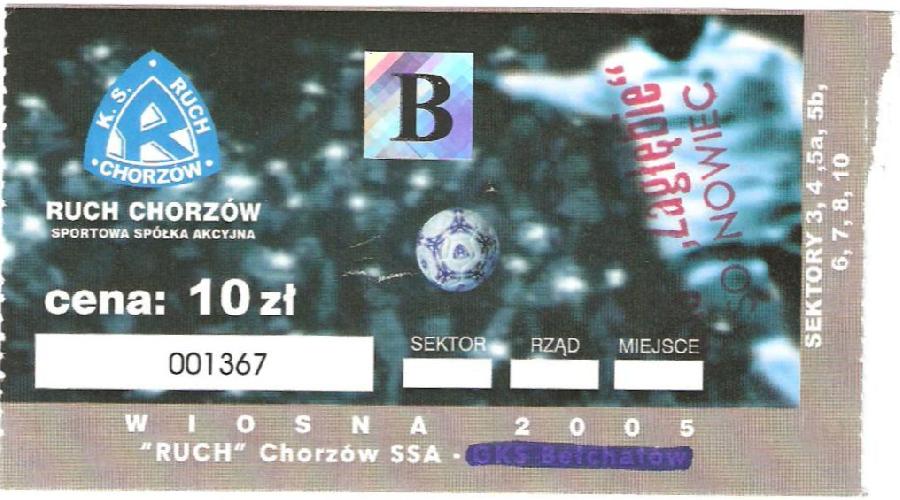 K.S. RUCH
CHORZÓW
B
RUCH CHORZÓW
SPORTOWA SPÓŁKA AKCYJNA
cena: 10 zł
001367
SEKTOR RZĄD MIEJSCE
"Zagłębie"
SOSNOWIEC
SEKTORY 3, 4 ,5a, 5b,
6, 7, 8, 10
WIOSNA 2005
"RUCH" Chorzów SSA - GKS Bełchatów